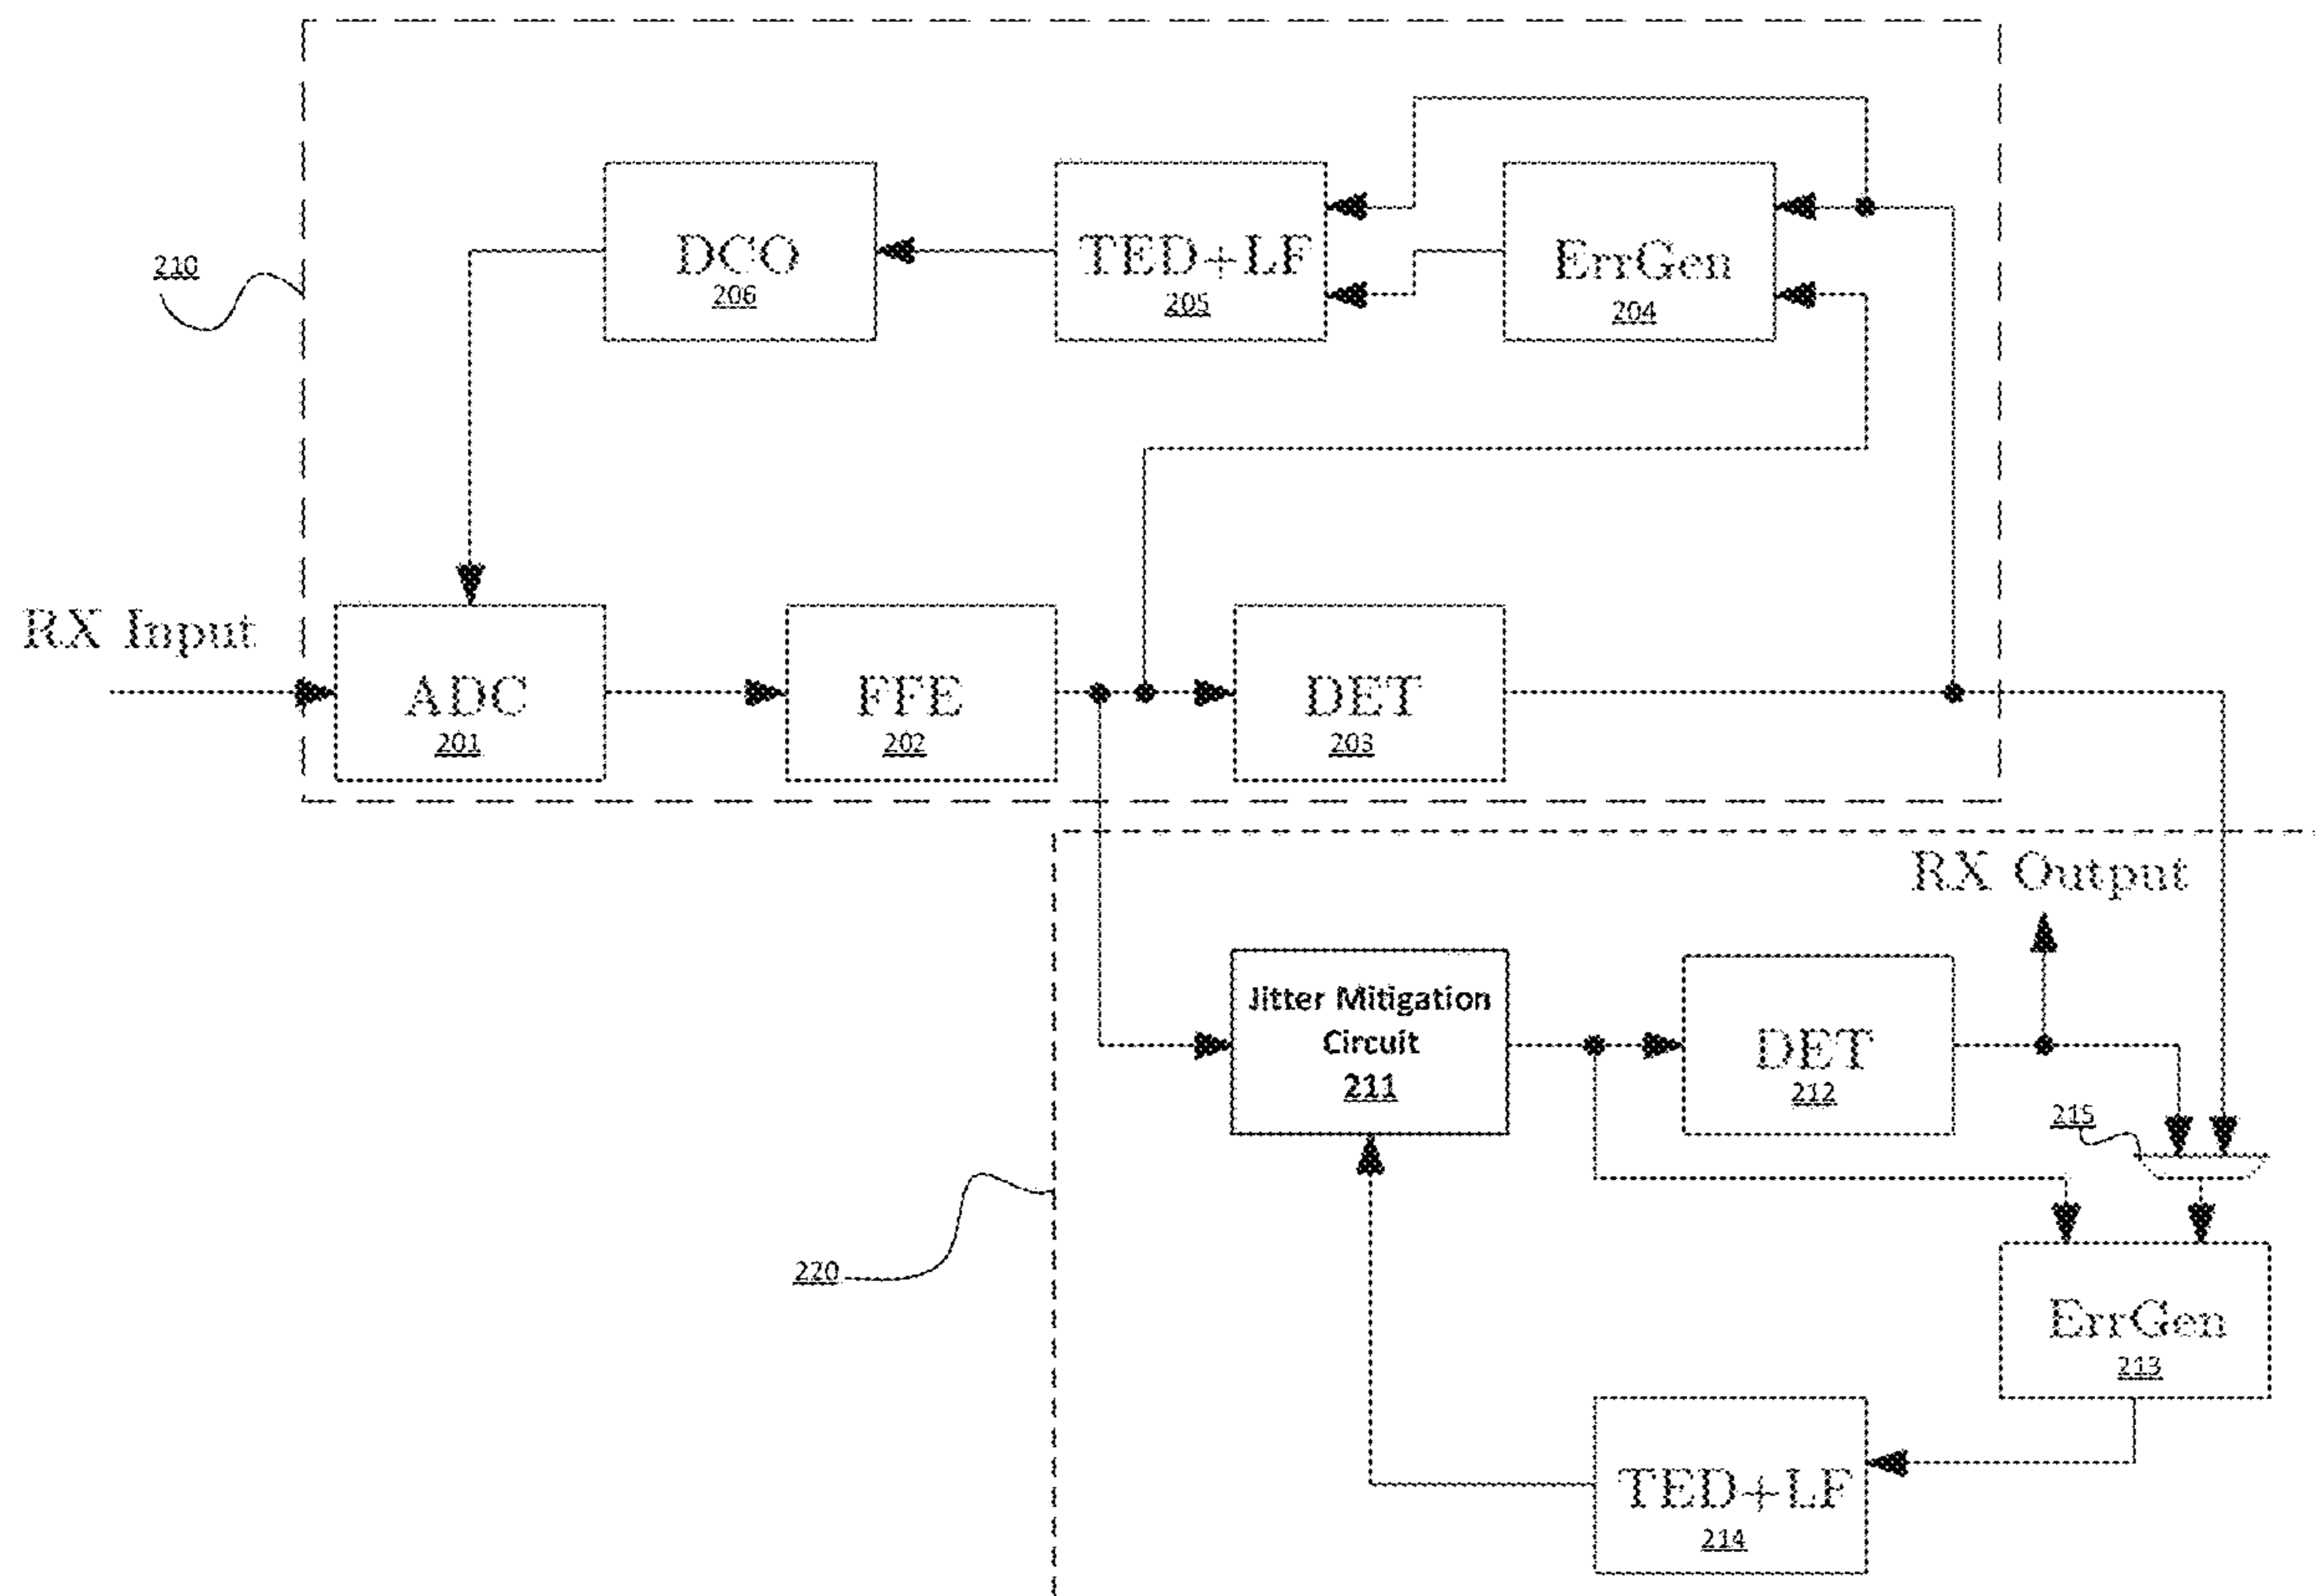 210
DCO
206
TED+LF
205
ErrGen
204
RX Input
ADC
201
FFE
202
DET
203
RX Output
Jitter Mitigation
Circuit
211
DET
212
215
220
ErrGen
213
TED+LF
214